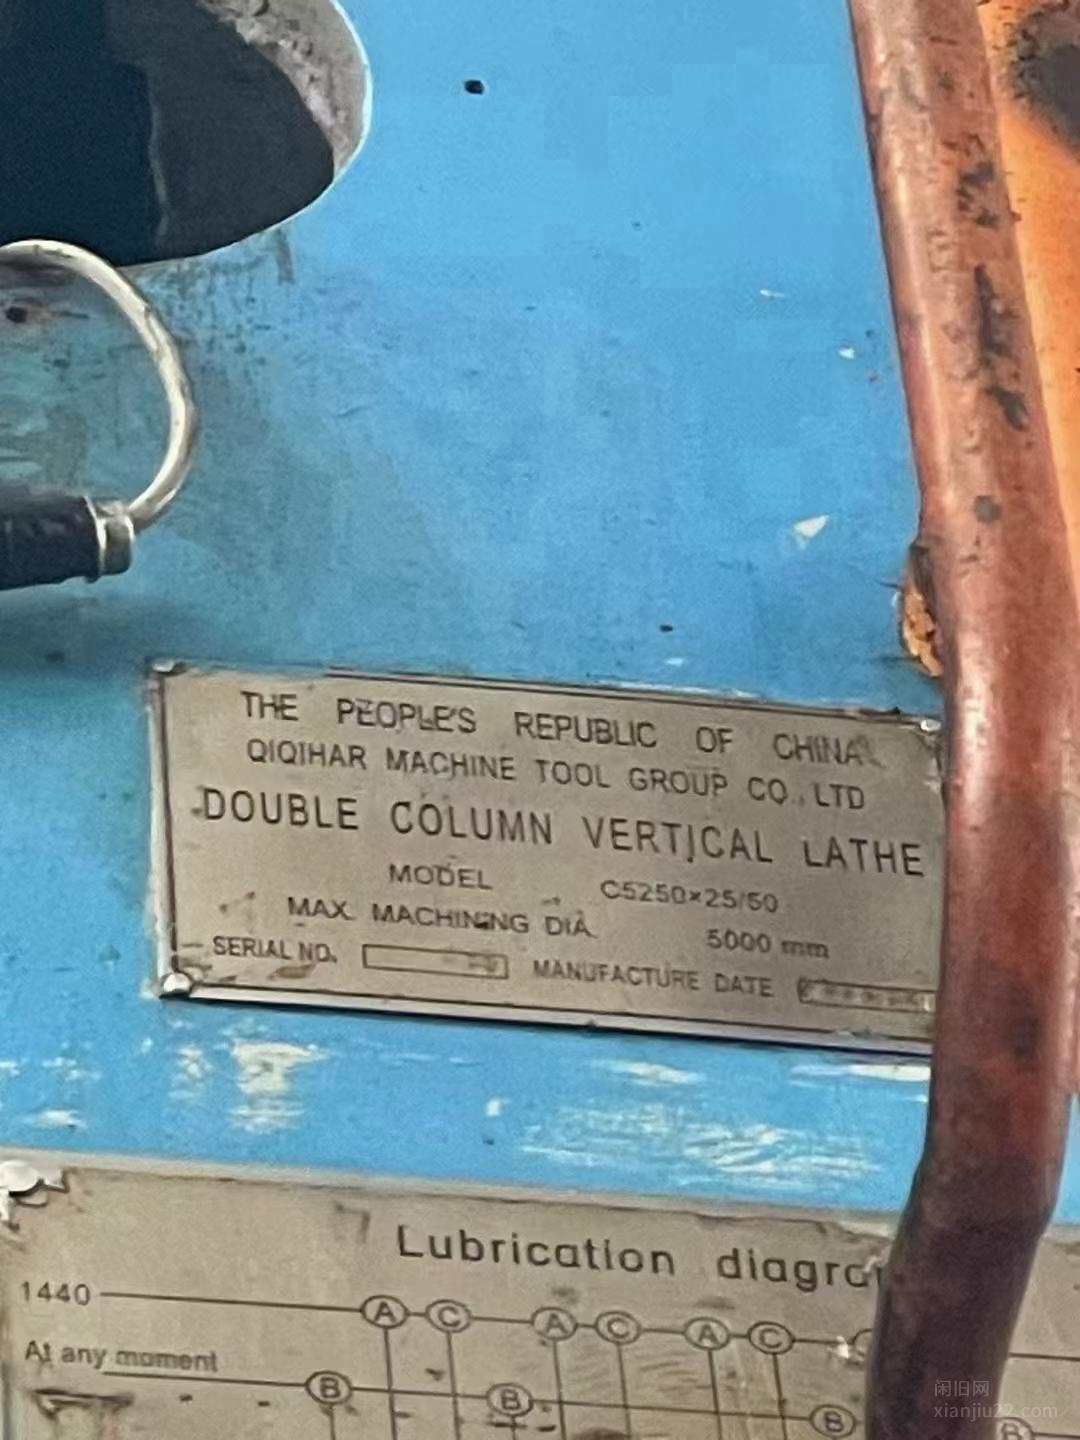 THE PEOPLE'S REPUBLIC OF CHINA
QIQIHAR MACHINE TOOL GROUP CO., LTD
DOUBLE COLUMN VERTICAL LATHE
MODEL C5250×25/50
MAX. MACHINING DIA. 5000 mm
SERIAL NO. MANUFACTURE DATE
Lubrication
1440 A C A C A C
At any moment B B B B
闲旧网
xianjiu22.com